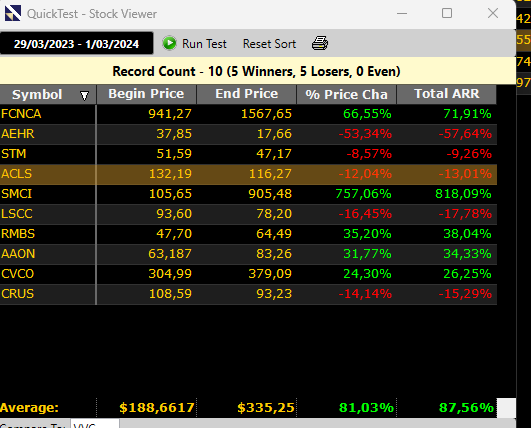 QuickTest - Stock Viewer
29/03/2023 - 1/03/2024 Run Test Reset Sort
Record Count - 10 (5 Winners, 5 Losers, 0 Even)
Symbol Begin Price End Price % Price Cha Total ARR
FCNCA 941,27 1567,65 66,55% 71,91%
AEHR 37,85 17,66 -53,34% -57,64%
STM 51,59 47,17 -8,57% -9,26%
ACLS 132,19 116,27 -12,04% -13,01%
SMCI 105,65 905,48 757,06% 818,09%
LSCC 93,60 78,20 -16,45% -17,78%
RMBS 47,70 64,49 35,20% 38,04%
AAON 63,187 83,26 31,77% 34,33%
CVCO 304,99 379,09 24,30% 26,25%
CRUS 108,59 93,23 -14,14% -15,29%
Average: $188,6617 $335,25 81,03% 87,56%
Compare To:
42
55
74
97